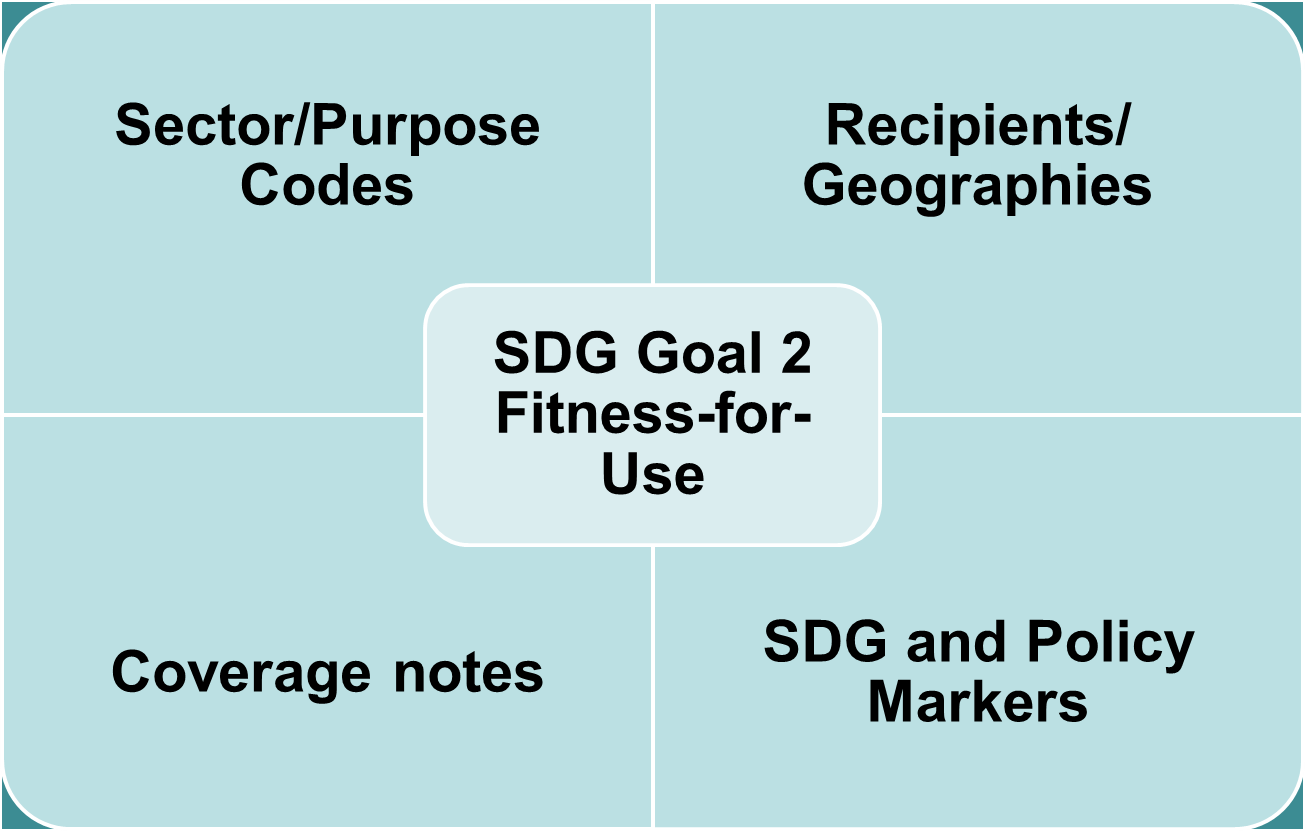 Sector/Purpose
Codes
Recipients/
Geographies
SDG Goal 2
Fitness-for-
Use
Coverage notes
SDG and Policy
Markers